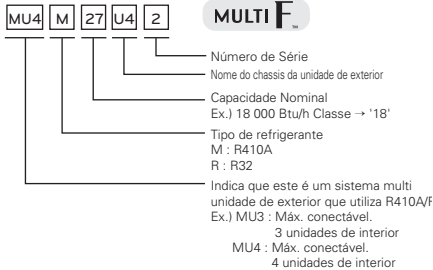 MU4 M 27 U4 2
MULTI F™
Número de Série
Nome do chassis da unidade de exterior
Capacidade Nominal
Ex.) 18 000 Btu/h Classe → '18'
Tipo de refrigerante
M : R410A
R : R32
Indica que este é um sistema multi
unidade de exterior que utiliza
Ex.) MU3 : Máx. conectável.
3 unidades de interior
MU4 : Máx. conectável.
4 unidades de interior